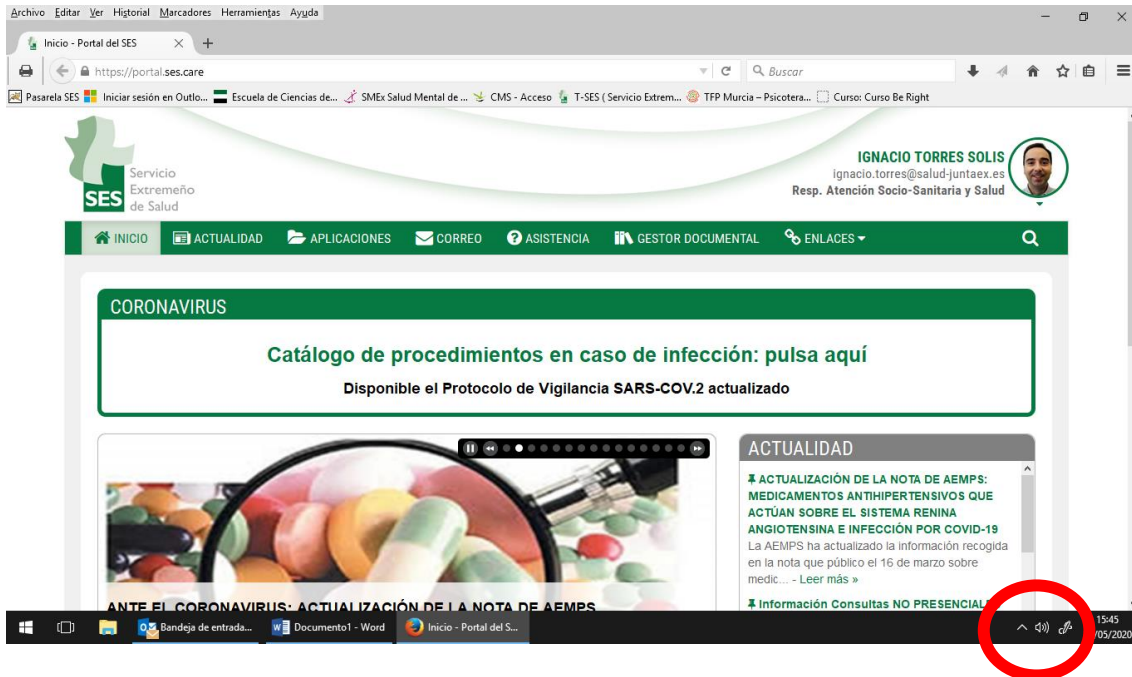 Archivo Editar Ver Historial Marcadores Herramientas Ayuda
Inicio - Portal del SES
https://portal.ses.care
Buscar
Pasarela SES Iniciar sesión en Outlo... Escuela de Ciencias de... SMEx Salud Mental de ... CMS - Acceso T-SES ( Servicio Extrem... TFP Murcia – Psicotera... Curso: Curso Be Right
SES
Servicio
Extremeño
de Salud
IGNACIO TORRES SOLIS
ignacio.torres@salud-juntaex.es
Resp. Atención Socio-Sanitaria y Salud
INICIO ACTUALIDAD APLICACIONES CORREO ASISTENCIA GESTOR DOCUMENTAL ENLACES
CORONAVIRUS
Catálogo de procedimientos en caso de infección: pulsa aquí
Disponible el Protocolo de Vigilancia SARS-COV.2 actualizado
ANTE EL CORONAVIRUS: ACTUALIZACIÓN DE LA NOTA DE AEMPS
ACTUALIDAD
ACTUALIZACIÓN DE LA NOTA DE AEMPS:
MEDICAMENTOS ANTIHIPERTENSIVOS QUE
ACTÚAN SOBRE EL SISTEMA RENINA
ANGIOTENSINA E INFECCIÓN POR COVID-19
La AEMPS ha actualizado la información recogida
en la nota que público el 16 de marzo sobre
medic... - Leer más »
Información Consultas NO PRESENCIAL
Bandeja de entrada... Documento1 - Word Inicio - Portal del S...
15:45
/05/2020